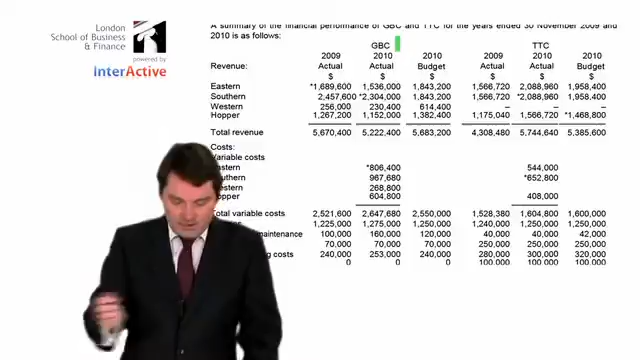 London
School of Business
& Finance
powered by
InterActive
A summary of the financial performance of GBC and TTC for the years ended 30 November 2009 and
2010 is as follows:
GBC TTC
2009 2010 2010 2009 2010 2010
Actual Actual Budget Actual Actual Budget
Revenue: $ $ $ $ $ $
Eastern *1,689,600 1,536,000 1,843,200 1,566,720 2,088,960 1,958,400
Southern 2,457,600 *2,304,000 1,843,200 1,566,720 *2,088,960 1,958,400
Western 256,000 230,400 614,400 – – –
Hopper 1,267,200 1,152,000 1,382,400 1,175,040 1,566,720 *1,468,800
Total revenue 5,670,400 5,222,400 5,683,200 4,308,480 5,744,640 5,385,600
Costs:
Variable costs
Eastern *806,400 544,000
Southern 967,680 *652,800
Western 268,800
Hopper 604,800 408,000
Total variable costs 2,521,600 2,647,680 2,550,000 1,528,380 1,604,800 1,600,000
1,225,000 1,275,000 1,250,000 1,240,000 1,250,000 1,250,000
maintenance 100,000 160,000 120,000 40,000 40,000 42,000
70,000 70,000 70,000 250,000 250,000 250,000
costs 240,000 253,000 240,000 280,000 300,000 320,000
0 0 0 100,000 100,000 100,000